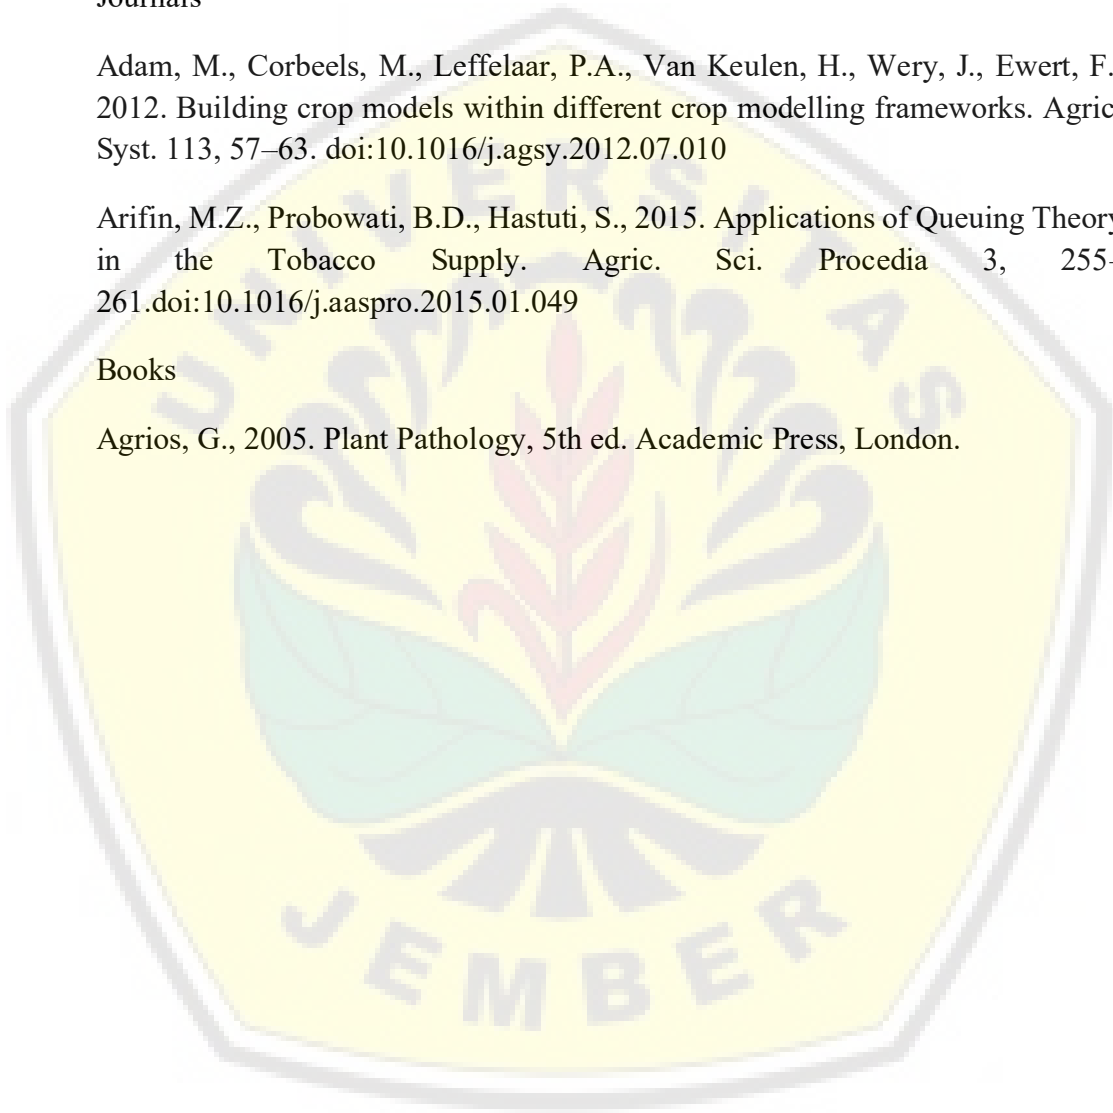 Journals
Adam, M., Corbeels, M., Leffelaar, P.A., Van Keulen, H., Wery, J., Ewert, F.
2012. Building crop models within different crop modelling frameworks. Agric
Syst. 113, 57–63. doi:10.1016/j.agsy.2012.07.010
Arifin, M.Z., Probowati, B.D., Hastuti, S., 2015. Applications of Queuing Theory
in the Tobacco Supply. Agric. Sci. Procedia 3, 255-
261.doi:10.1016/j.aaspro.2015.01.049
Books
Agrios, G., 2005. Plant Pathology, 5th ed. Academic Press, London.
UNIVERSITAS
JEMBER